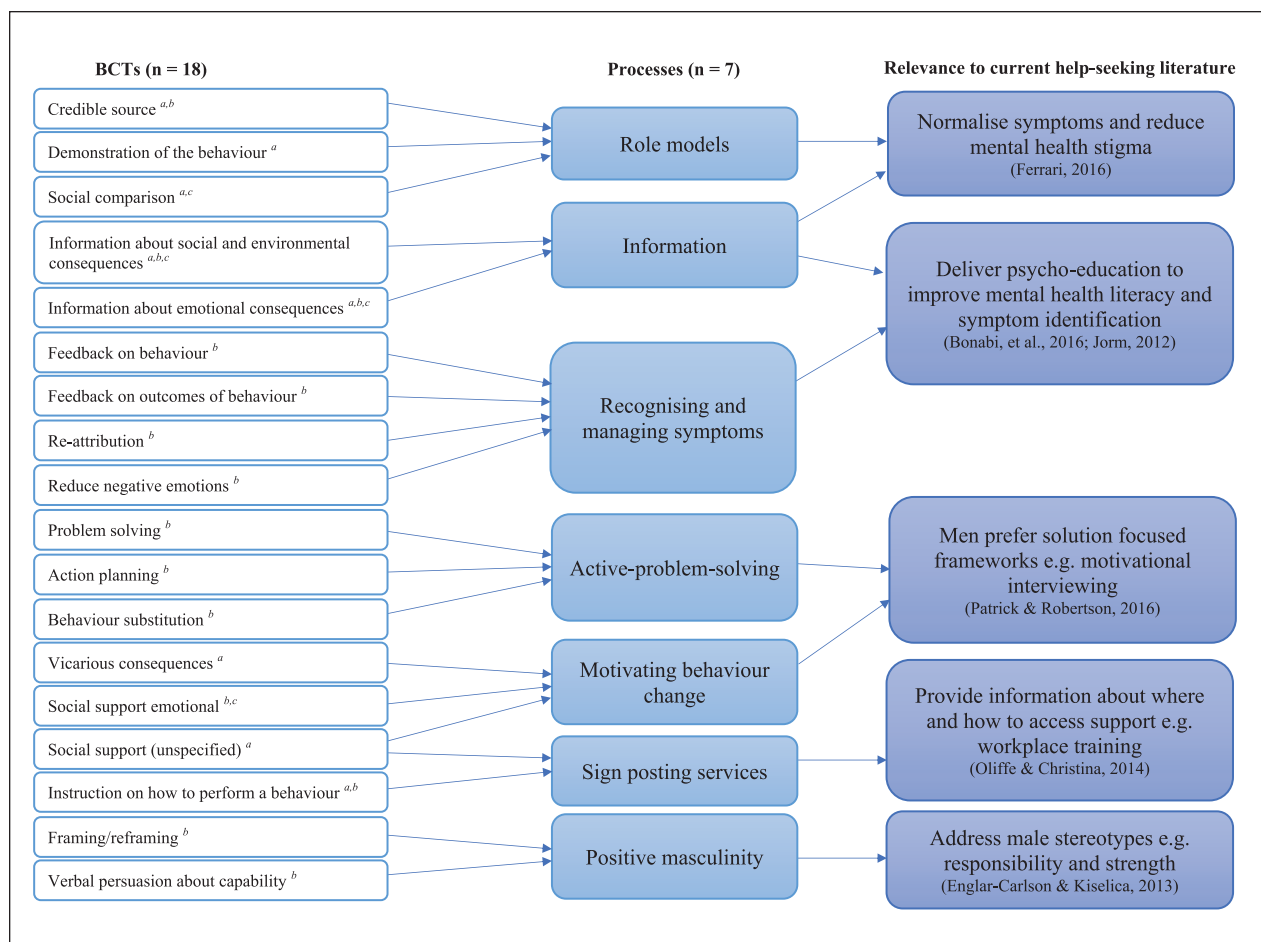 BCTs (n = 18)
Credible source a,b
Demonstration of the behaviour a
Social comparison a,c
Information about social and environmental
consequences a,b,c
Information about emotional consequences a,b,c
Feedback on behaviour b
Feedback on outcomes of behaviour b
Re-attribution b
Reduce negative emotions b
Problem solving b
Action planning b
Behaviour substitution b
Vicarious consequences a
Social support emotional b,c
Social support (unspecified) a
Instruction on how to perform a behaviour a,b
Framing/reframing b
Verbal persuasion about capability b
Processes (n = 7)
Role models
Information
Recognising and
managing symptoms
Active-problem-solving
Motivating behaviour
change
Sign posting services
Positive masculinity
Relevance to current help-seeking literature
Normalise symptoms and reduce
mental health stigma
(Ferrari, 2016)
Deliver psycho-education to
improve mental health literacy and
symptom identification
(Bonabi, et al., 2016; Jorm, 2012)
Men prefer solution focused
frameworks e.g. motivational
interviewing
(Patrick & Robertson, 2016)
Provide information about where
and how to access support e.g.
workplace training
(Oliffe & Christina, 2014)
Address male stereotypes e.g.
responsibility and strength
(Englar-Carlson & Kiselica, 2013)